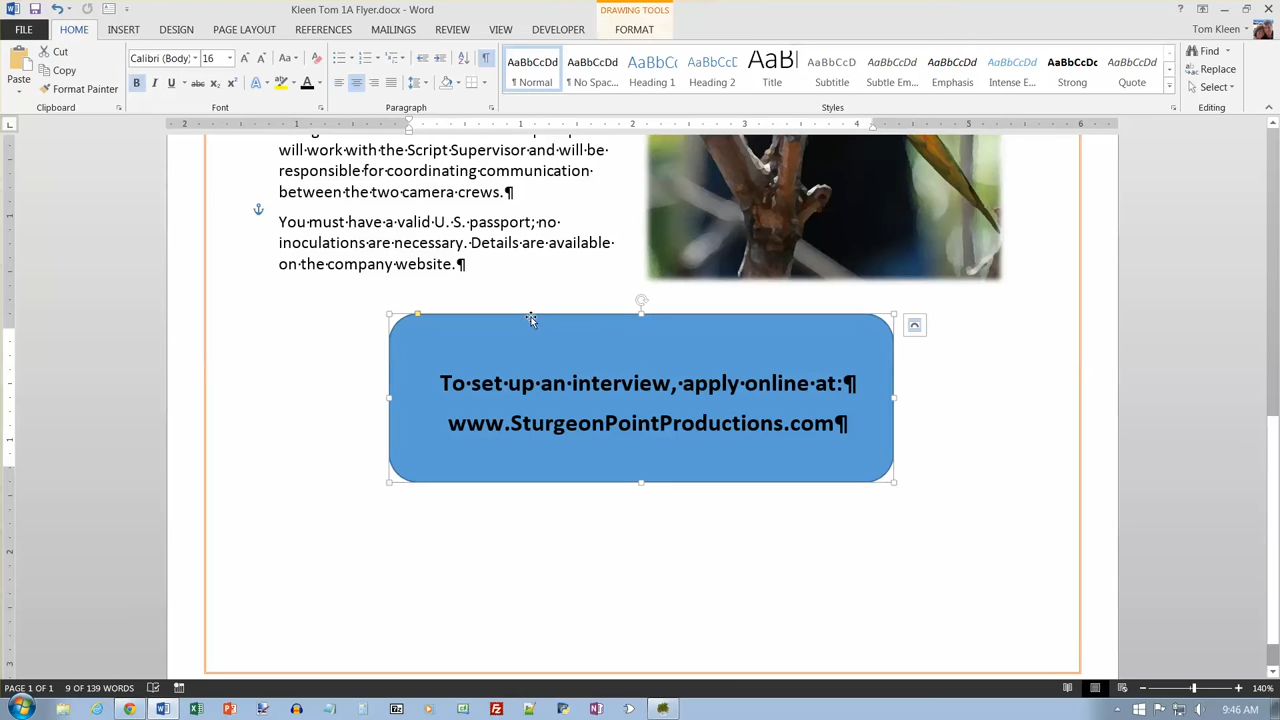 Kleen Tom 1A Flyer.docx - Word
DRAWING TOOLS
FILE HOME INSERT DESIGN PAGE LAYOUT REFERENCES MAILINGS REVIEW VIEW DEVELOPER FORMAT Tom Kleen
Paste
Cut
Copy
Format Painter
Clipboard
Calibri (Body) 16
Font
Paragraph
AaBbCcDd AaBbCcDd AaBbCc AaBbCcD AaBl AaBbCcD AaBbCcDd AaBbCcDd AaBbCcDd AaBbCcDc AaBbCcDd
¶ Normal ¶ No Spac... Heading 1 Heading 2 Title Subtitle Subtle Em... Emphasis Intense E... Strong Quote
Styles
Find
Replace
Select
Editing
will·work·with·the·Script·Supervisor·and·will·be·
responsible·for·coordinating·communication·
between·the·two·camera·crews.¶
You·must·have·a·valid·U.·S.·passport;·no·
inoculations·are·necessary.·Details·are·available·
on·the·company·website.¶
To·set·up·an·interview,·apply·online·at:¶
www.SturgeonPointProductions.com¶
PAGE 1 OF 1 9 OF 139 WORDS 140%
9:46 AM